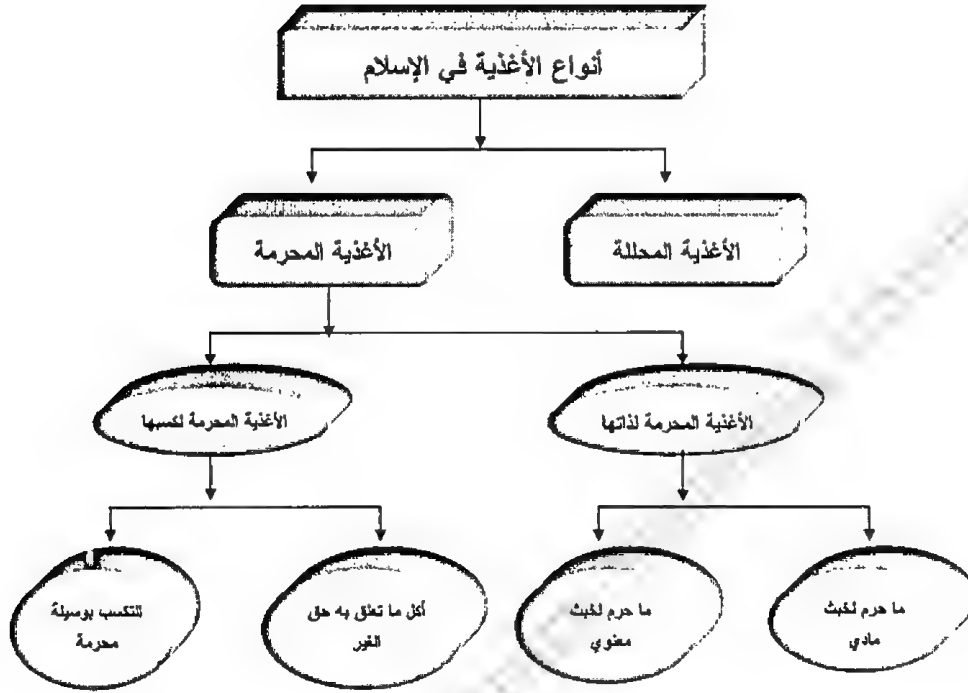 أنواع الأغذية في الإسلام
الأغذية المحللة
الأغذية المحرمة
الأغذية المحرمة لذاتها
الأغذية المحرمة لكسبها
ما حرم لخبث
مادي
ما حرم لخبث
معنوي
أكل ما تعلق به حق
الغير
للتكسب بوسيلة
محرمة